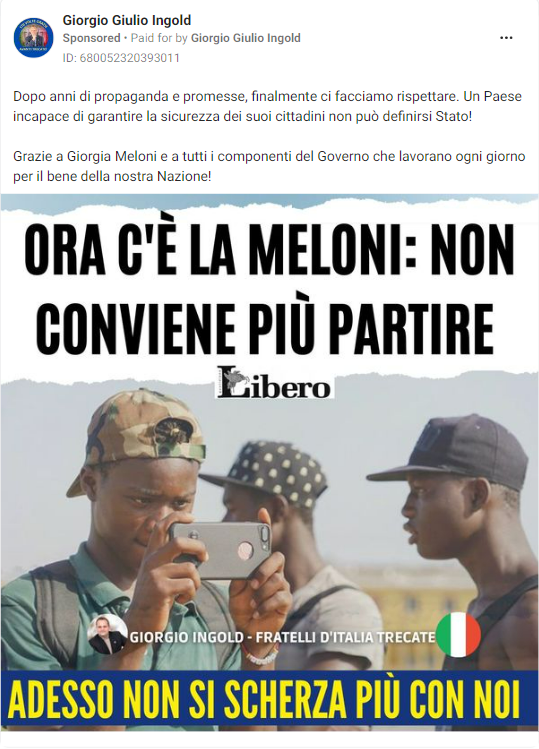 Giorgio Giulio Ingold
Sponsored • Paid for by Giorgio Giulio Ingold
ID: 680052320393011
Dopo anni di propaganda e promesse, finalmente ci facciamo rispettare. Un Paese
incapace di garantire la sicurezza dei suoi cittadini non può definirsi Stato!
Grazie a Giorgia Meloni e a tutti i componenti del Governo che lavorano ogni giorno
per il bene della nostra Nazione!
ORA C'È LA MELONI: NON
CONVIENE PIÙ PARTIRE
Libero
GIORGIO INGOLD - FRATELLI D'ITALIA TRECATE
ADESSO NON SI SCHERZA PIÙ CON NOI